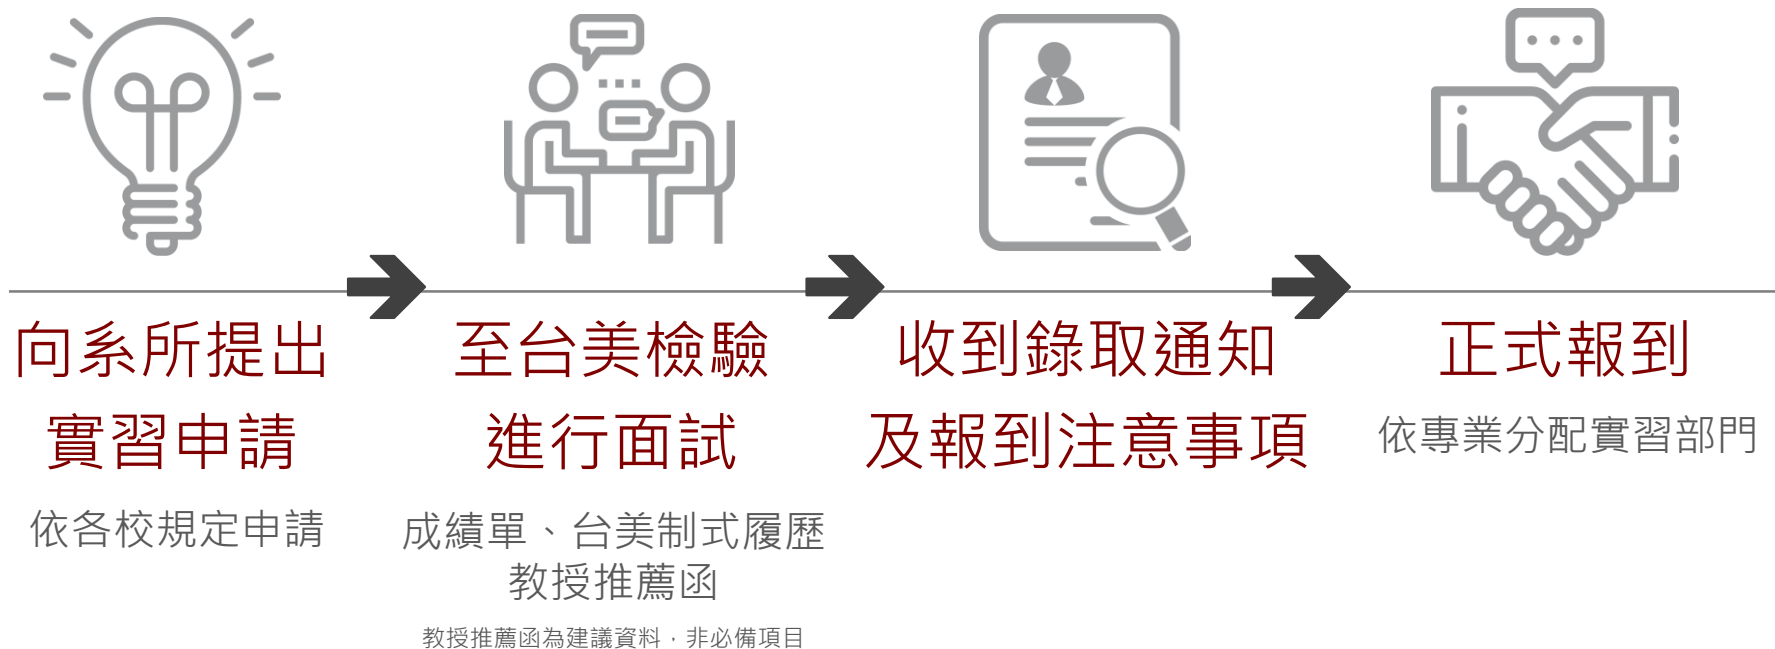 向系所提出
實習申請
依各校規定申請
至台美檢驗
進行面試
成績單、台美制式履歷
教授推薦函
教授推薦函為建議資料，非必備項目
收到錄取通知
及報到注意事項
正式報到
依專業分配實習部門